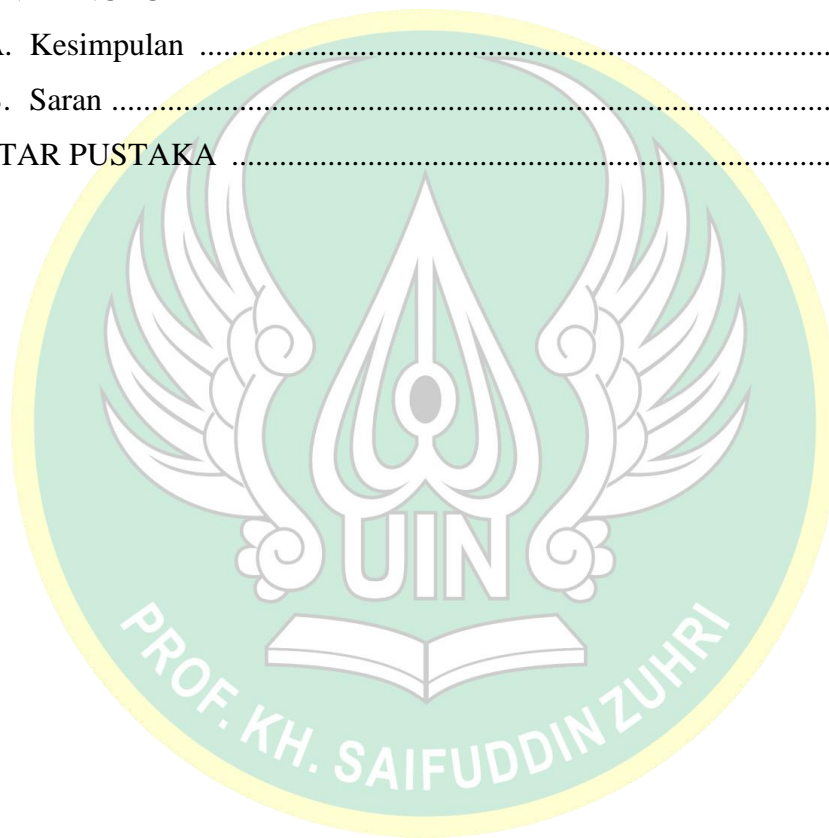 A. Kesimpulan ........................................................................
B. Saran ........................................................................
TAR PUSTAKA ........................................................................
UIN
PROF. KH. SAIFUDDIN ZUHRI